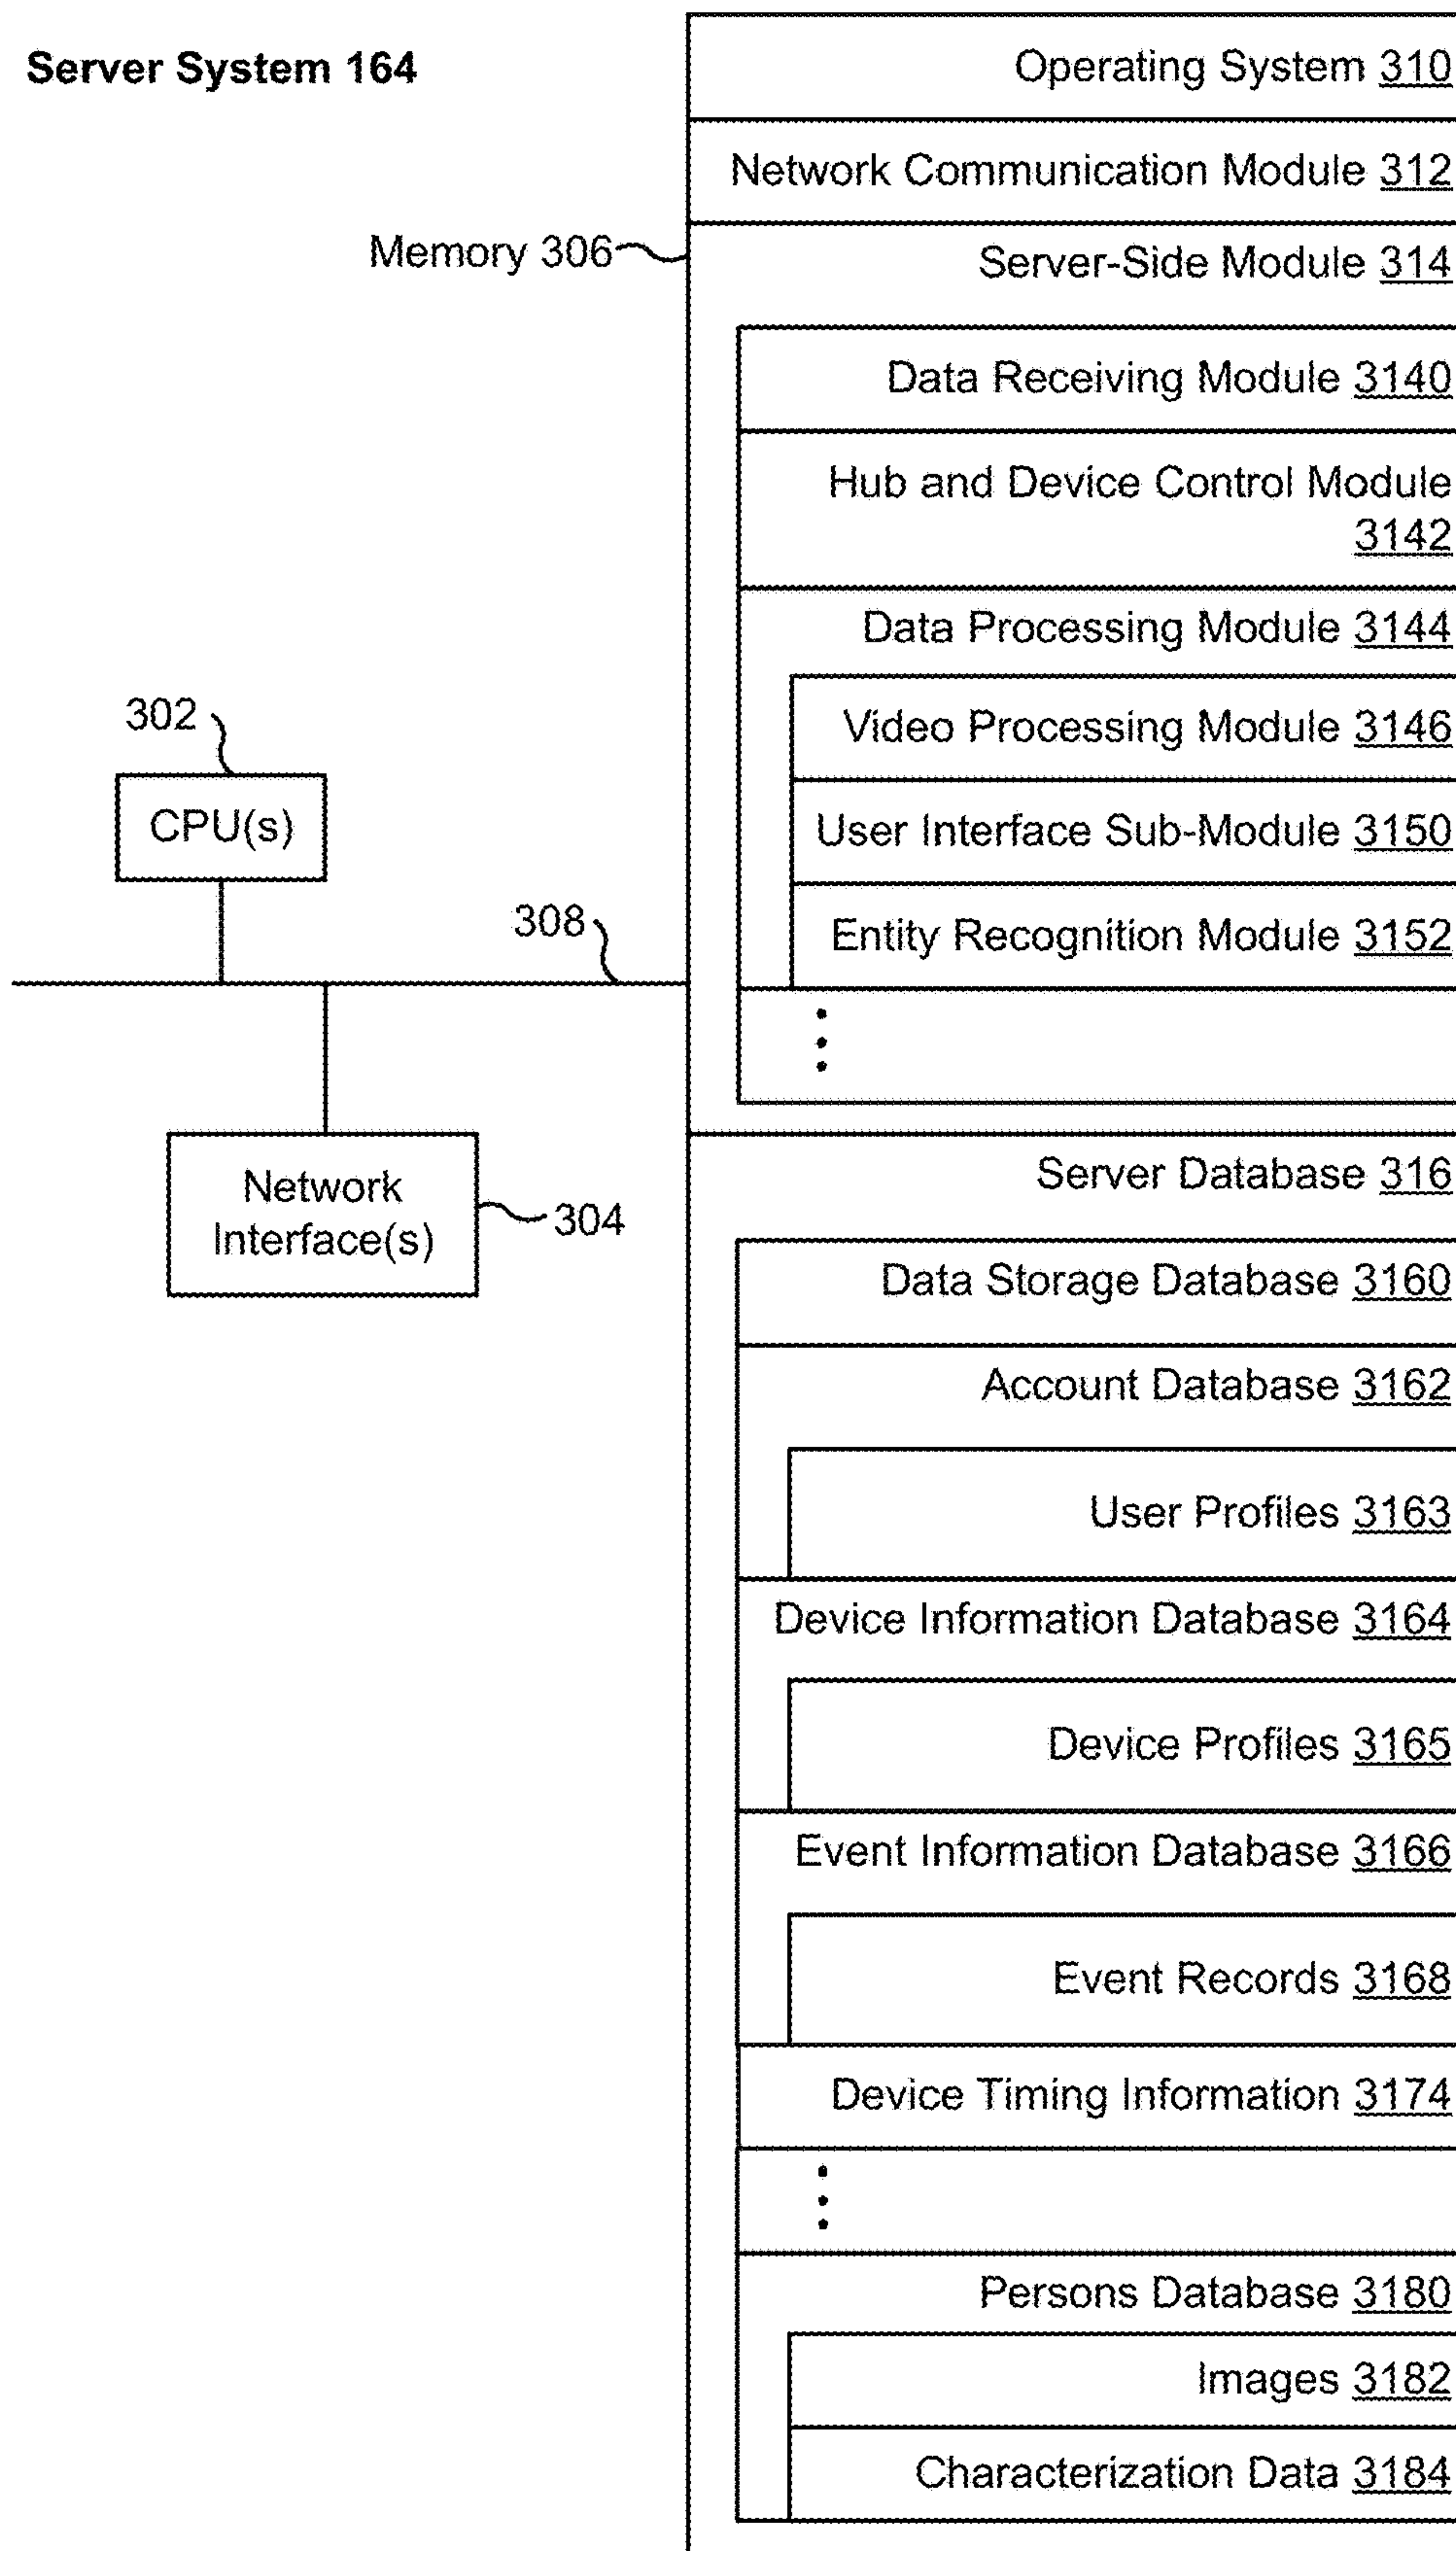 Server System 164
Operating System 310
Network Communication Module 312
Memory 306
Server-Side Module 314
Data Receiving Module 3140
Hub and Device Control Module
3142
Data Processing Module 3144
302
Video Processing Module 3146
CPU(s)
User Interface Sub-Module 3150
308
Entity Recognition Module 3152
Network
Interface(s)
304
Server Database 316
Data Storage Database 3160
Account Database 3162
User Profiles 3163
Device Information Database 3164
Device Profiles 3165
Event Information Database 3166
Event Records 3168
Device Timing Information 3174
Persons Database 3180
Images 3182
Characterization Data 3184